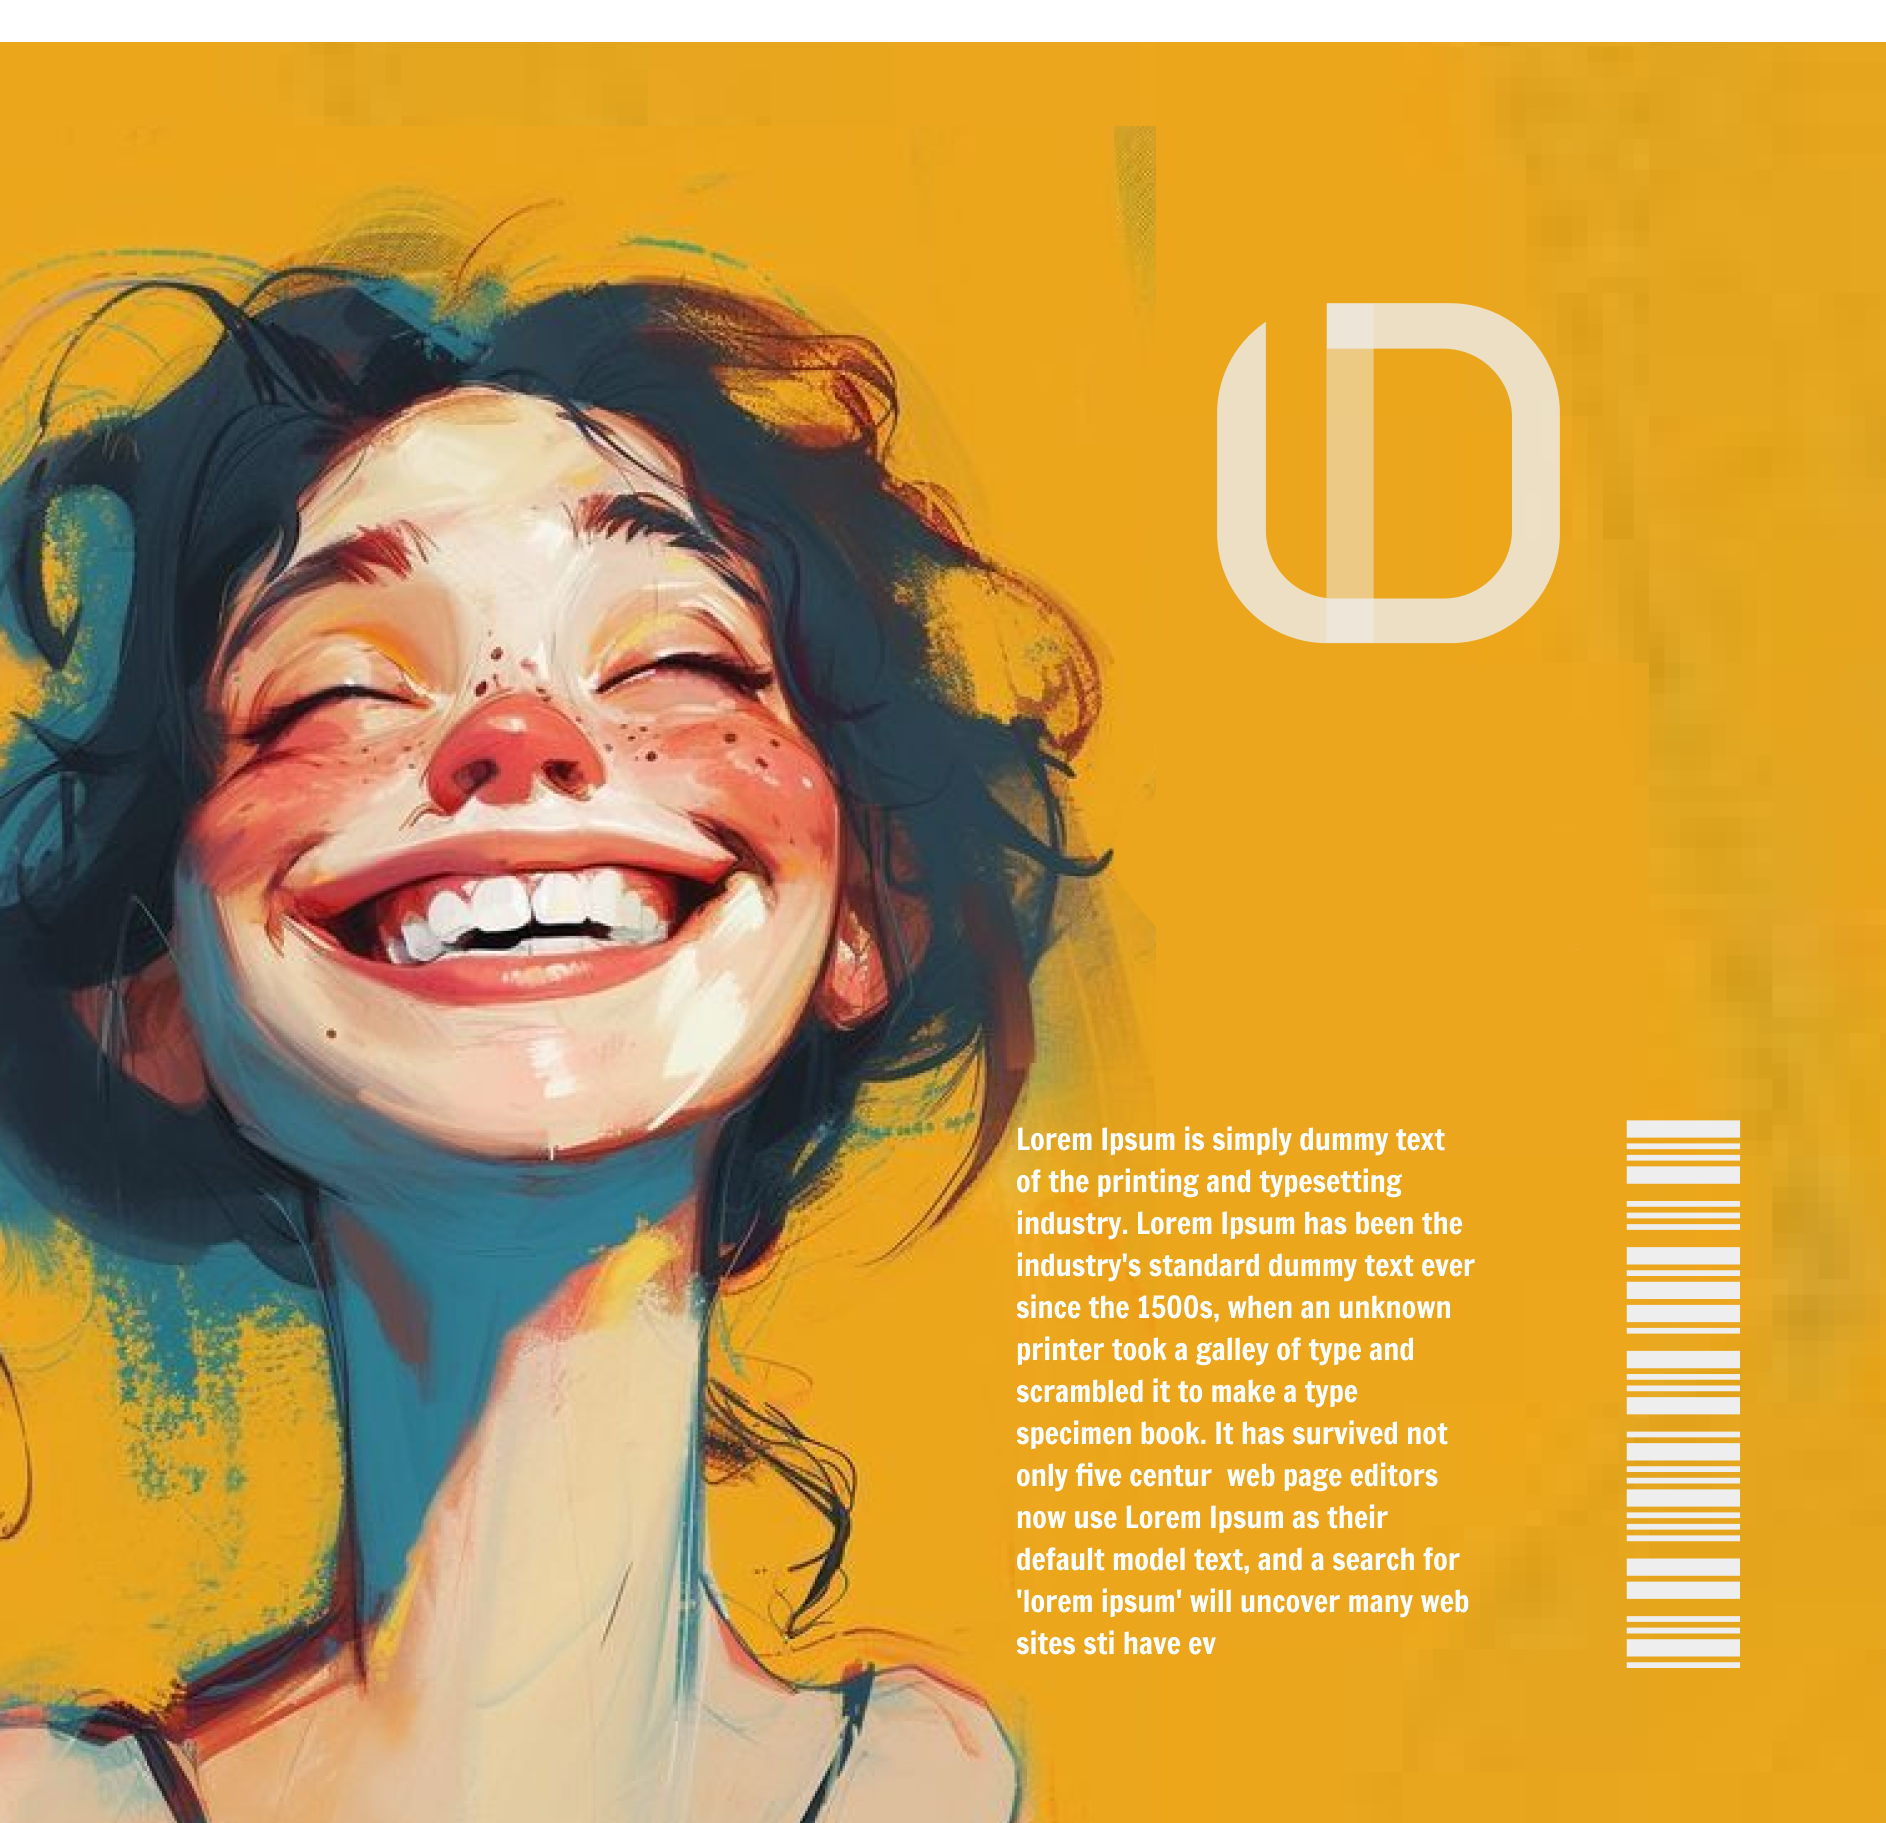 Lorem Ipsum is simply dummy text
of the printing and typesetting
industry. Lorem Ipsum has been the
industry's standard dummy text ever
since the 1500s, when an unknown
printer took a galley of type and
scrambled it to make a type
specimen book. It has survived not
only five centur  web page editors
now use Lorem Ipsum as their
default model text, and a search for
'lorem ipsum' will uncover many web
sites sti have ev